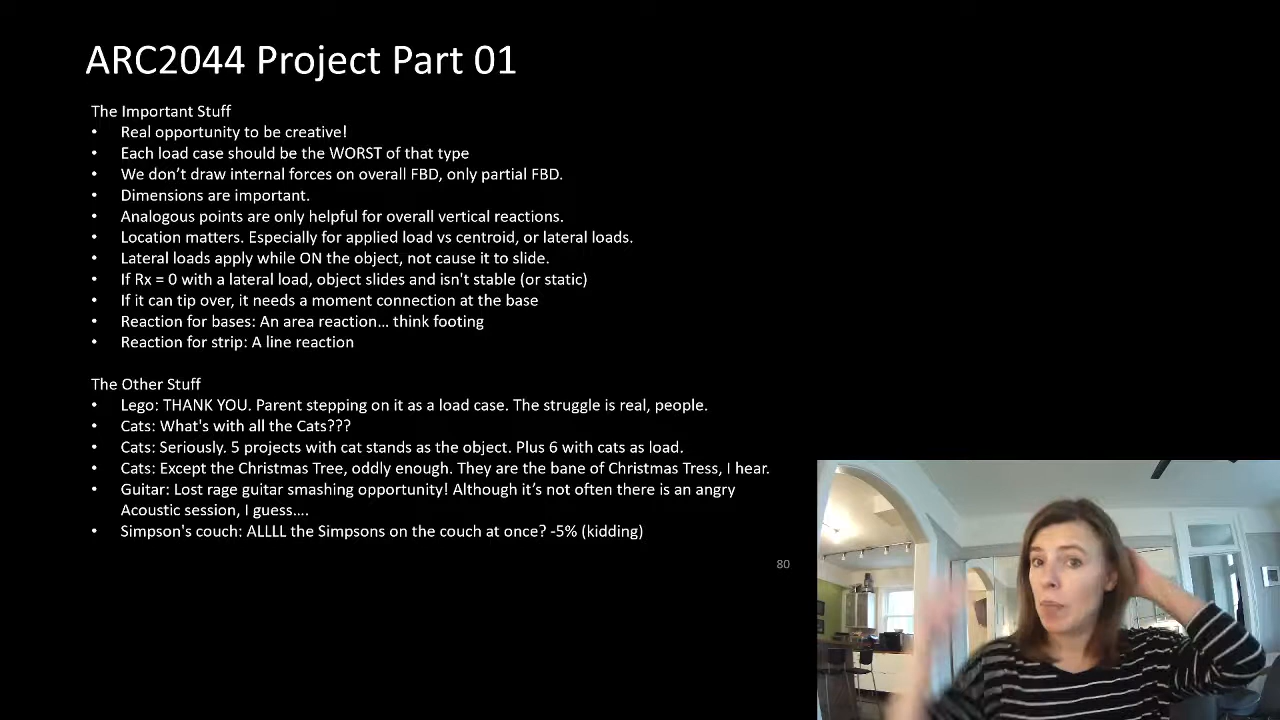 ARC2044 Project Part 01
The Important Stuff
• Real opportunity to be creative!
• Each load case should be the WORST of that type
• We don’t draw internal forces on overall FBD, only partial FBD.
• Dimensions are important.
• Analogous points are only helpful for overall vertical reactions.
• Location matters. Especially for applied load vs centroid, or lateral loads.
• Lateral loads apply while ON the object, not cause it to slide.
• If Rx = 0 with a lateral load, object slides and isn't stable (or static)
• If it can tip over, it needs a moment connection at the base
• Reaction for bases: An area reaction… think footing
• Reaction for strip: A line reaction
The Other Stuff
• Lego: THANK YOU. Parent stepping on it as a load case. The struggle is real, people.
• Cats: What's with all the Cats???
• Cats: Seriously. 5 projects with cat stands as the object. Plus 6 with cats as load.
• Cats: Except the Christmas Tree, oddly enough. They are the bane of Christmas Tress, I hear.
• Guitar: Lost rage guitar smashing opportunity! Although it’s not often there is an angry
Acoustic session, I guess….
• Simpson's couch: ALLLL the Simpsons on the couch at once? -5% (kidding)
80